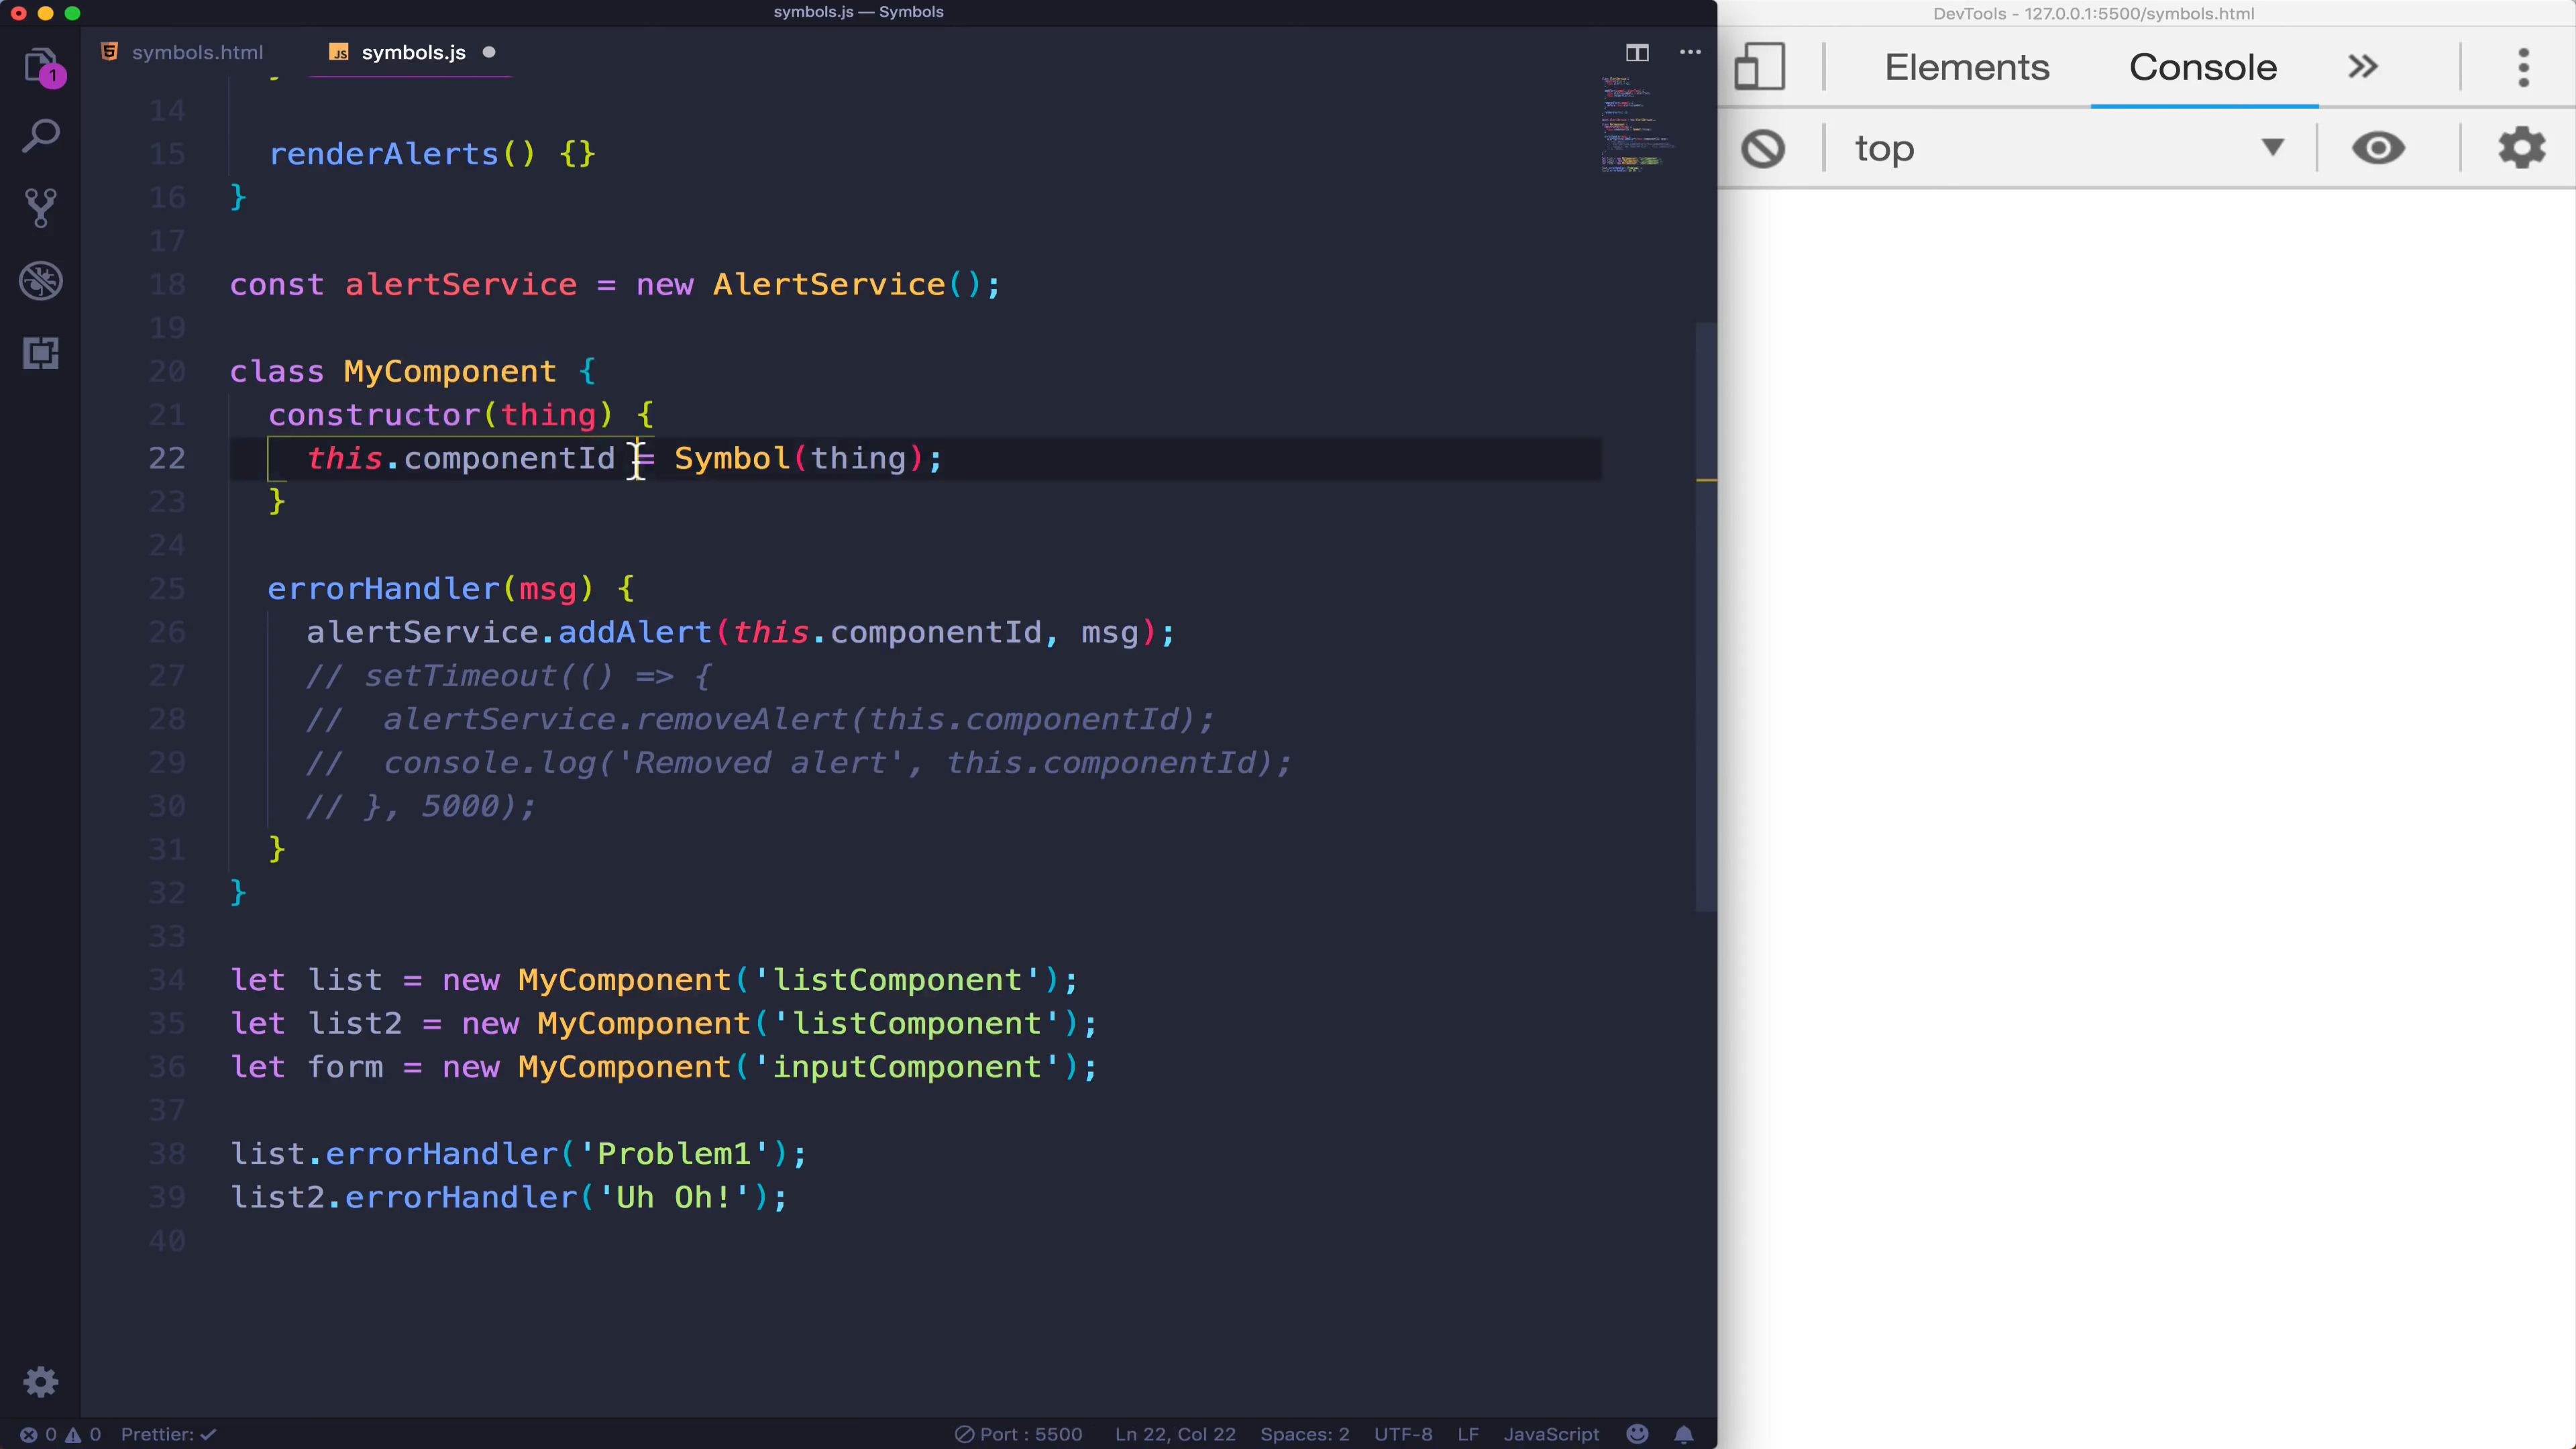 symbols.js — Symbols
DevTools - 127.0.0.1:5500/symbols.html
symbols.html
JS symbols.js
Elements
Console
top
1
14
15 renderAlerts() {}
16 }
17
18 const alertService = new AlertService();
19
20 class MyComponent {
21 constructor(thing) {
22 this.componentId = Symbol(thing);
23 }
24
25 errorHandler(msg) {
26 alertService.addAlert(this.componentId, msg);
27 // setTimeout(() => {
28 //  alertService.removeAlert(this.componentId);
29 //  console.log('Removed alert', this.componentId);
30 // }, 5000);
31 }
32 }
33
34 let list = new MyComponent('listComponent');
35 let list2 = new MyComponent('listComponent');
36 let form = new MyComponent('inputComponent');
37
38 list.errorHandler('Problem1');
39 list2.errorHandler('Uh Oh!');
40
0 0 Prettier: ✓ Port : 5500 Ln 22, Col 22 Spaces: 2 UTF-8 LF JavaScript